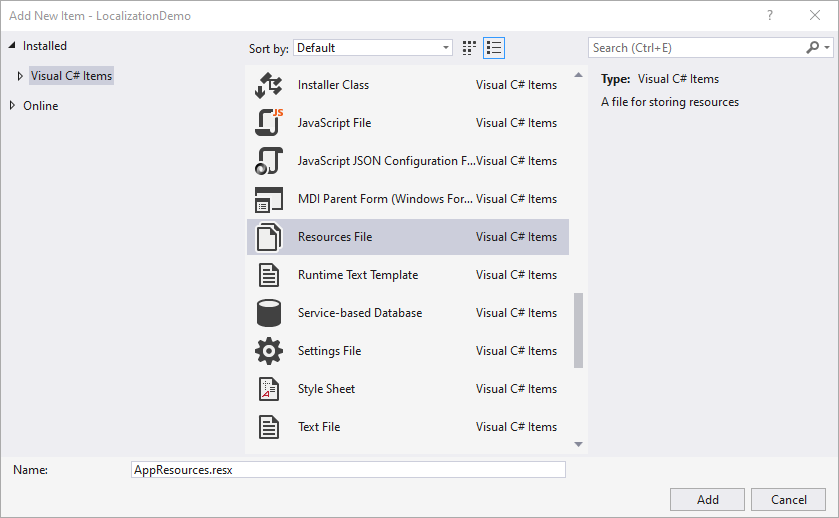 Add New Item - LocalizationDemo
Installed
Visual C# Items
Online
Sort by: Default
Search (Ctrl+E)
Installer Class Visual C# Items
JavaScript File Visual C# Items
JavaScript JSON Configuration F... Visual C# Items
MDI Parent Form (Windows For... Visual C# Items
Resources File Visual C# Items
Runtime Text Template Visual C# Items
Service-based Database Visual C# Items
Settings File Visual C# Items
Style Sheet Visual C# Items
Text File Visual C# Items
Type: Visual C# Items
A file for storing resources
Name: AppResources.resx
Add Cancel